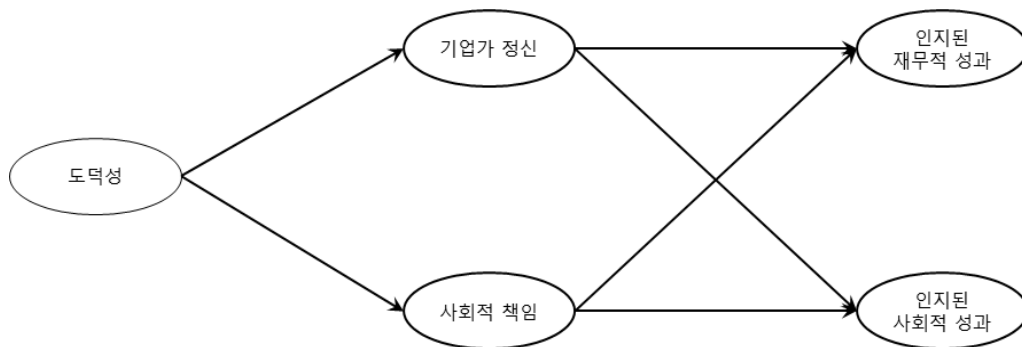 기업가 정신
인지된
재무적 성과
도덕성
사회적 책임
인지된
사회적 성과